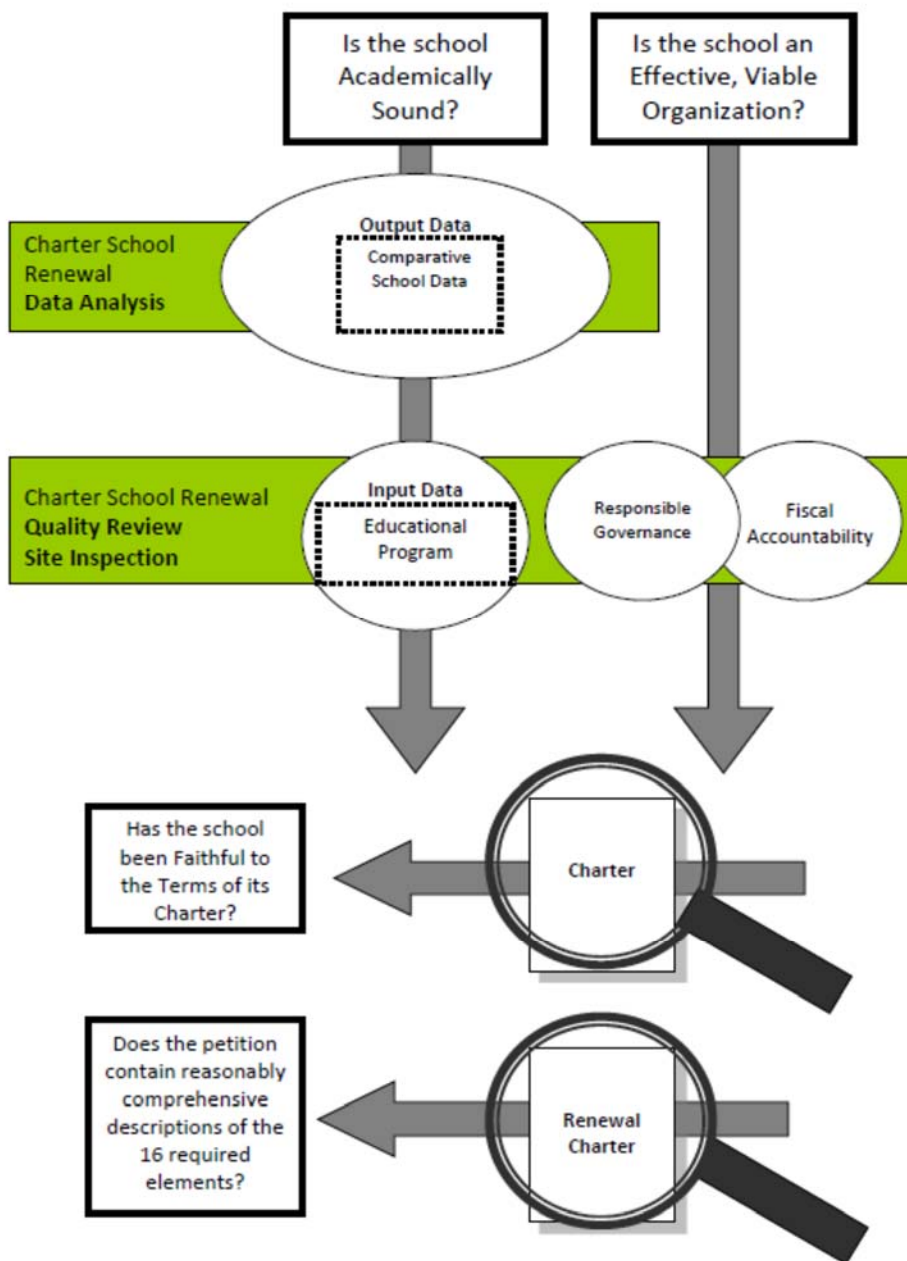 Is the school
Academically
Sound?
Is the school an
Effective, Viable
Organization?
Output Data
Comparative
School Data
Charter School
Renewal
Data Analysis
Charter School Renewal
Quality Review
Site Inspection
Input Data
Educational
Program
Responsible
Governance
Fiscal
Accountability
Has the school
been Faithful to
the Terms of its
Charter?
Charter
Does the petition
contain reasonably
comprehensive
descriptions of the
16 required
elements?
Renewal
Charter